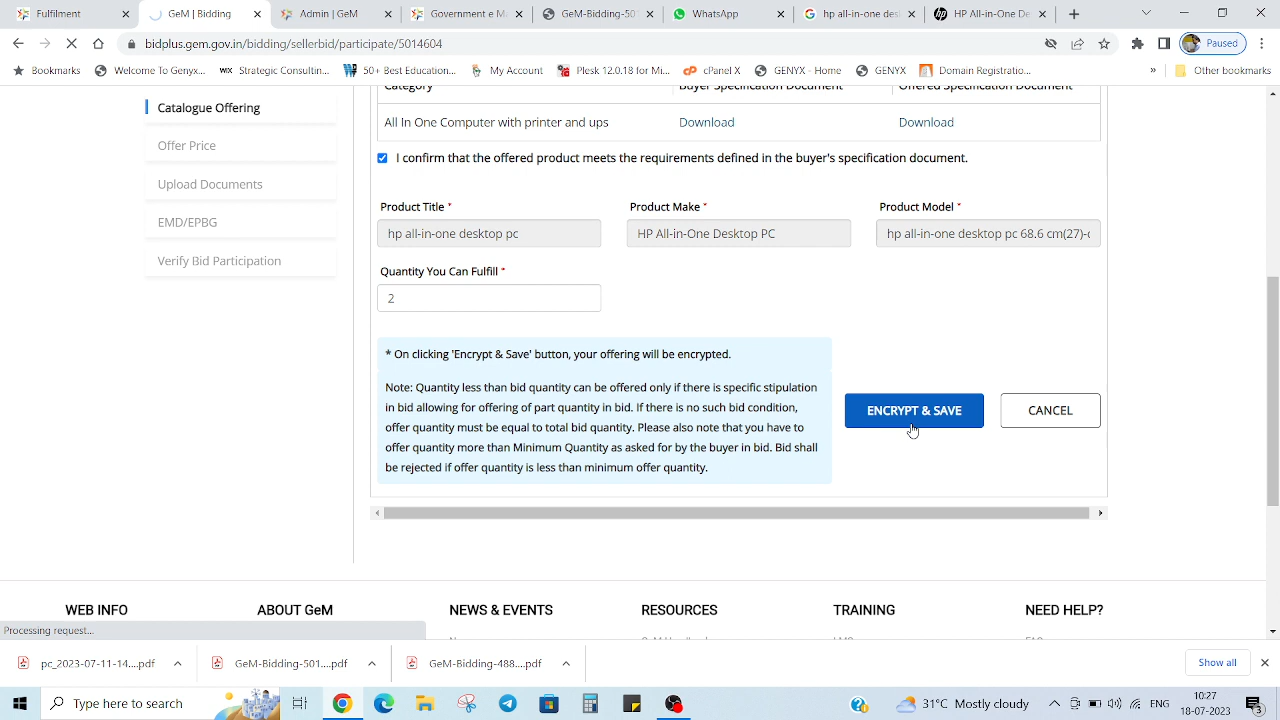 Fulfillment
GeM | Bidding
Fulfillment
Government e M
GeM-Bidding-50
WhatsApp
hp all-in-one des
HP All-in-One
bidplus.gem.gov.in/sellerbid/participate/5014604
Paused
Bookmarks
Welcome To Genyx...
Strategic Consultin...
50+ Best Education...
My Account
Plesk 12.0.18 for Mi...
cPanel X
GENYX - Home
GENYX
Domain Registratio...
»
Other bookmarks
Category
Buyer Specification Document
Offered Specification Document
Catalogue Offering
All In One Computer with printer and ups
Download
Download
Offer Price
I confirm that the offered product meets the requirements defined in the buyer's specification document.
Upload Documents
Product Title *
Product Make *
Product Model *
EMD/EPBG
hp all-in-one desktop pc
HP All-in-One Desktop PC
hp all-in-one desktop pc 68.6 cm(27)-c
Verify Bid Participation
Quantity You Can Fulfill *
2
* On clicking 'Encrypt & Save' button, your offering will be encrypted.
Note: Quantity less than bid quantity can be offered only if there is specific stipulation
in bid allowing for offering of part quantity in bid. If there is no such bid condition,
offer quantity must be equal to total bid quantity. Please also note that you have to
offer quantity more than Minimum Quantity as asked for by the buyer in bid. Bid shall
be rejected if offer quantity is less than minimum offer quantity.
ENCRYPT & SAVE
CANCEL
WEB INFO
ABOUT GeM
NEWS & EVENTS
RESOURCES
TRAINING
NEED HELP?
Processing request...
pc_2023-07-11-14....pdf
GeM-Bidding-501....pdf
GeM-Bidding-488....pdf
Show all
Type here to search
31°C Mostly cloudy
ENG
10:27
18-07-2023
3